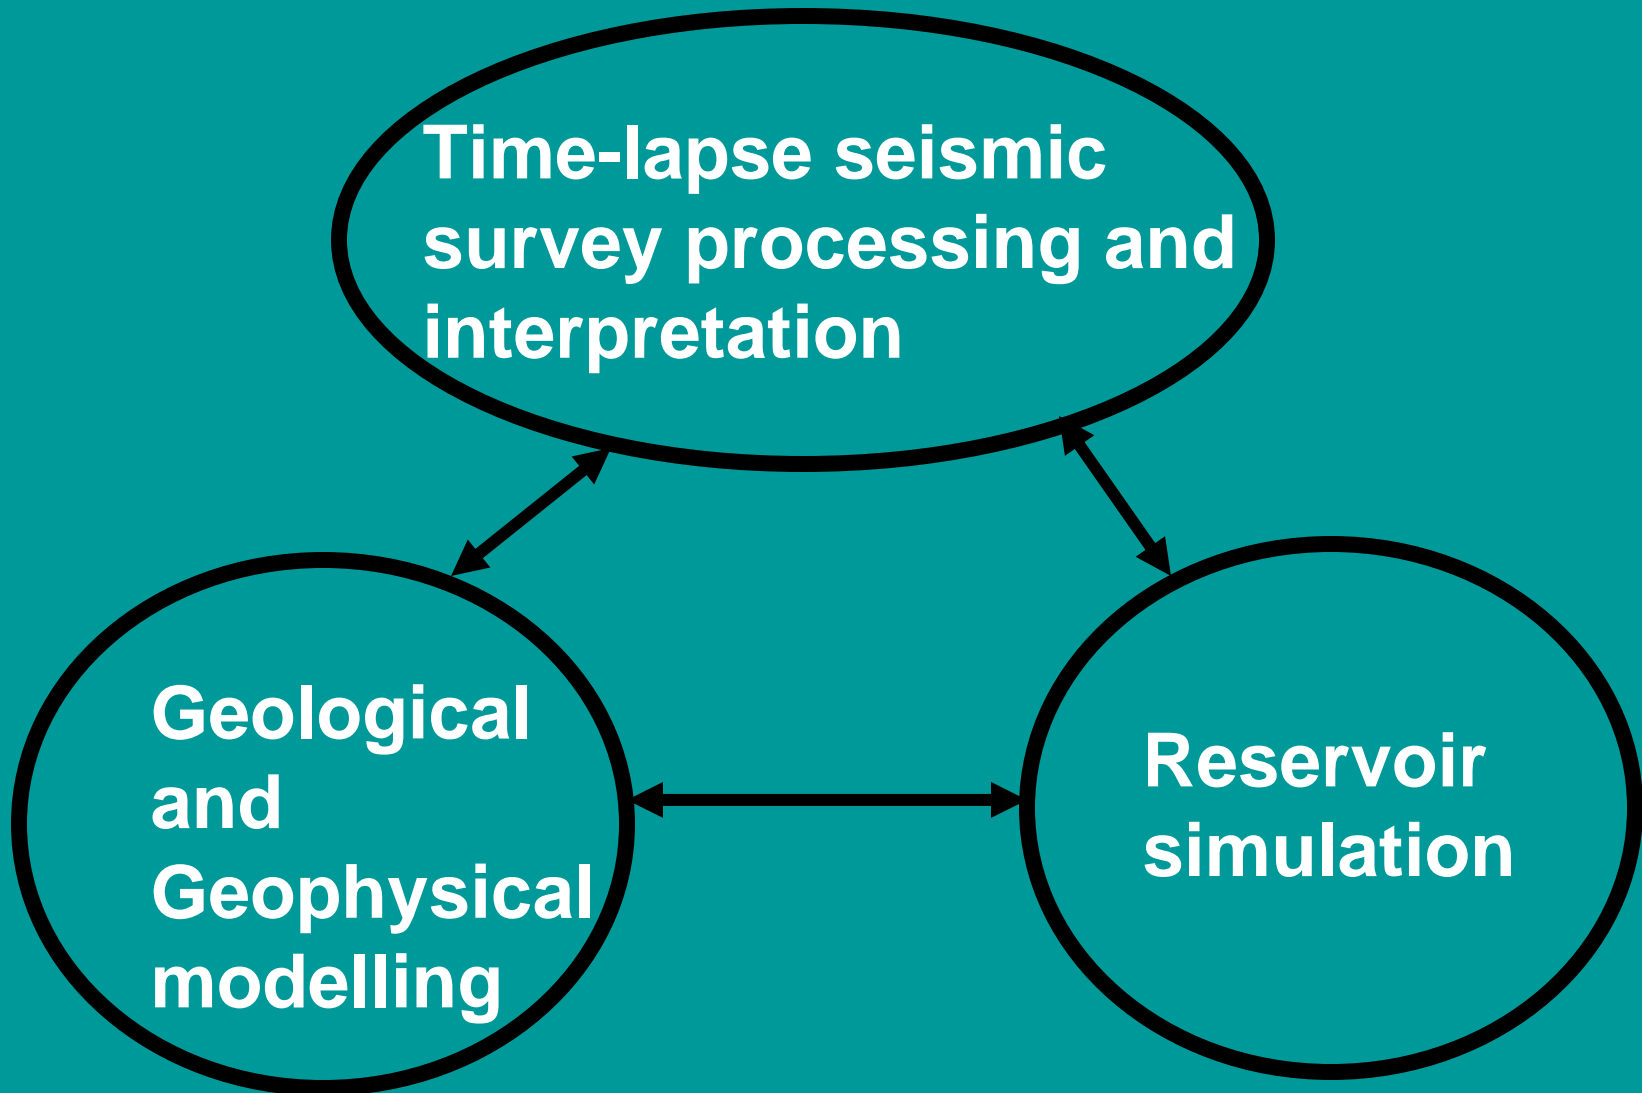 Time-lapse seismic
survey processing and
interpretation
Geological
and
Geophysical
modelling
Reservoir
simulation